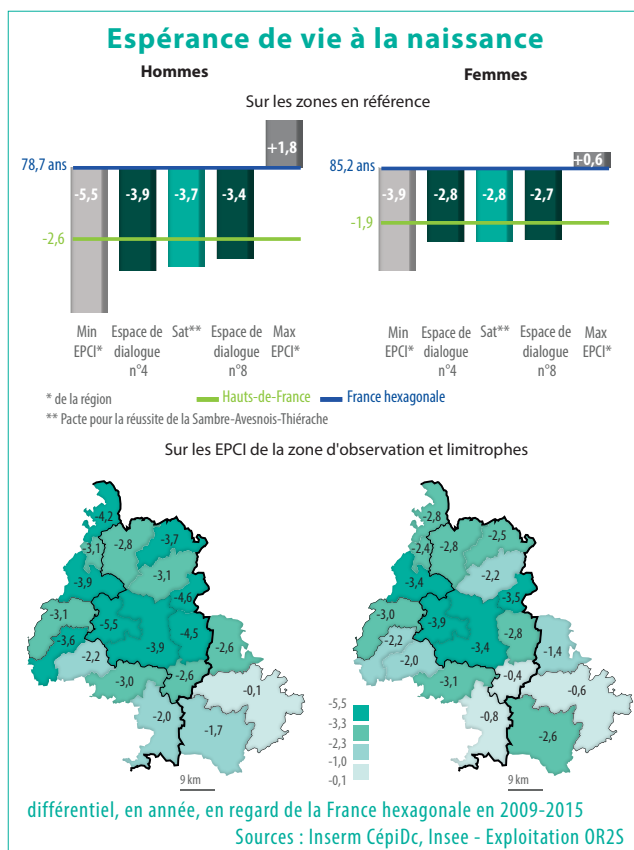 Espérance de vie à la naissance
Hommes
Femmes
Sur les zones en référence
78,7 ans
-2,6
-5,5
-3,9
-3,7
-3,4
+1,8
Min EPCI*
Espace de dialogue n°4
Sat**
Espace de dialogue n°8
Max EPCI*
85,2 ans
-1,9
-3,9
-2,8
-2,8
-2,7
+0,6
Min EPCI*
Espace de dialogue n°4
Sat**
Espace de dialogue n°8
Max EPCI*
* de la région
Hauts-de-France
France hexagonale
** Pacte pour la réussite de la Sambre-Avesnois-Thiérache
Sur les EPCI de la zone d'observation et limitrophes
-4,2
-3,1
-2,8
-3,7
-3,9
-3,1
-4,6
-3,1
-5,5
-3,6
-4,5
-2,2
-3,9
-2,6
-2,6
-3,0
-0,1
-2,0
-1,7
9 km
-5,5
-3,3
-2,3
-1,0
-0,1
-2,8
-2,4
-2,8
-2,5
-3,4
-2,2
-3,5
-3,0
-3,9
-2,2
-2,8
-2,0
-3,4
-1,4
-0,4
-3,1
-0,6
-0,8
-2,6
9 km
différentiel, en année, en regard de la France hexagonale en 2009-2015
Sources : Inserm CépiDc, Insee - Exploitation OR2S